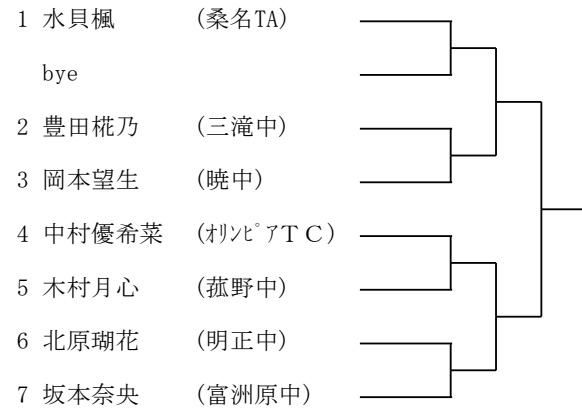 1 水貝楓 (桑名TA)
bye
2 豊田椛乃 (三滝中)
3 岡本望生 (暁中)
4 中村優希菜 (ｵﾘﾝﾋﾟｱＴＣ)
5 木村月心 (菰野中)
6 北原瑚花 (明正中)
7 坂本奈央 (富洲原中)